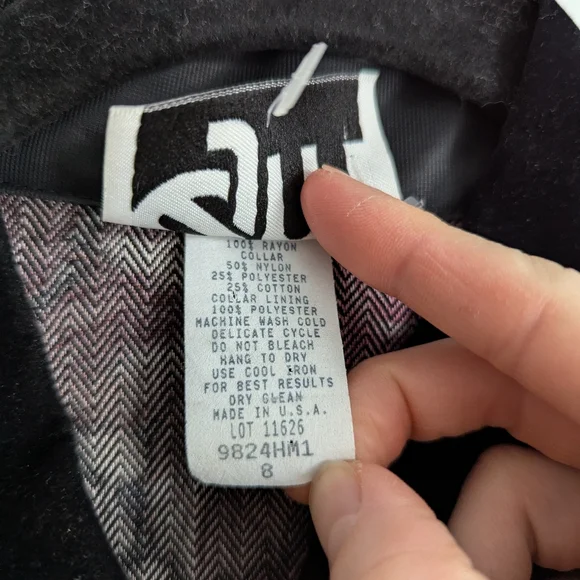 100% RAYON
COLLAR
50% NYLON
25% POLYESTER
25% COTTON
COLLAR LINING
100% POLYESTER
MACHINE WASH COLD
DELICATE CYCLE
DO NOT BLEACH
HANG TO DRY
USE COOL IRON
FOR BEST RESULTS
DRY CLEAN
MADE IN U.S.A.
LOT 11626
9824HM1
8